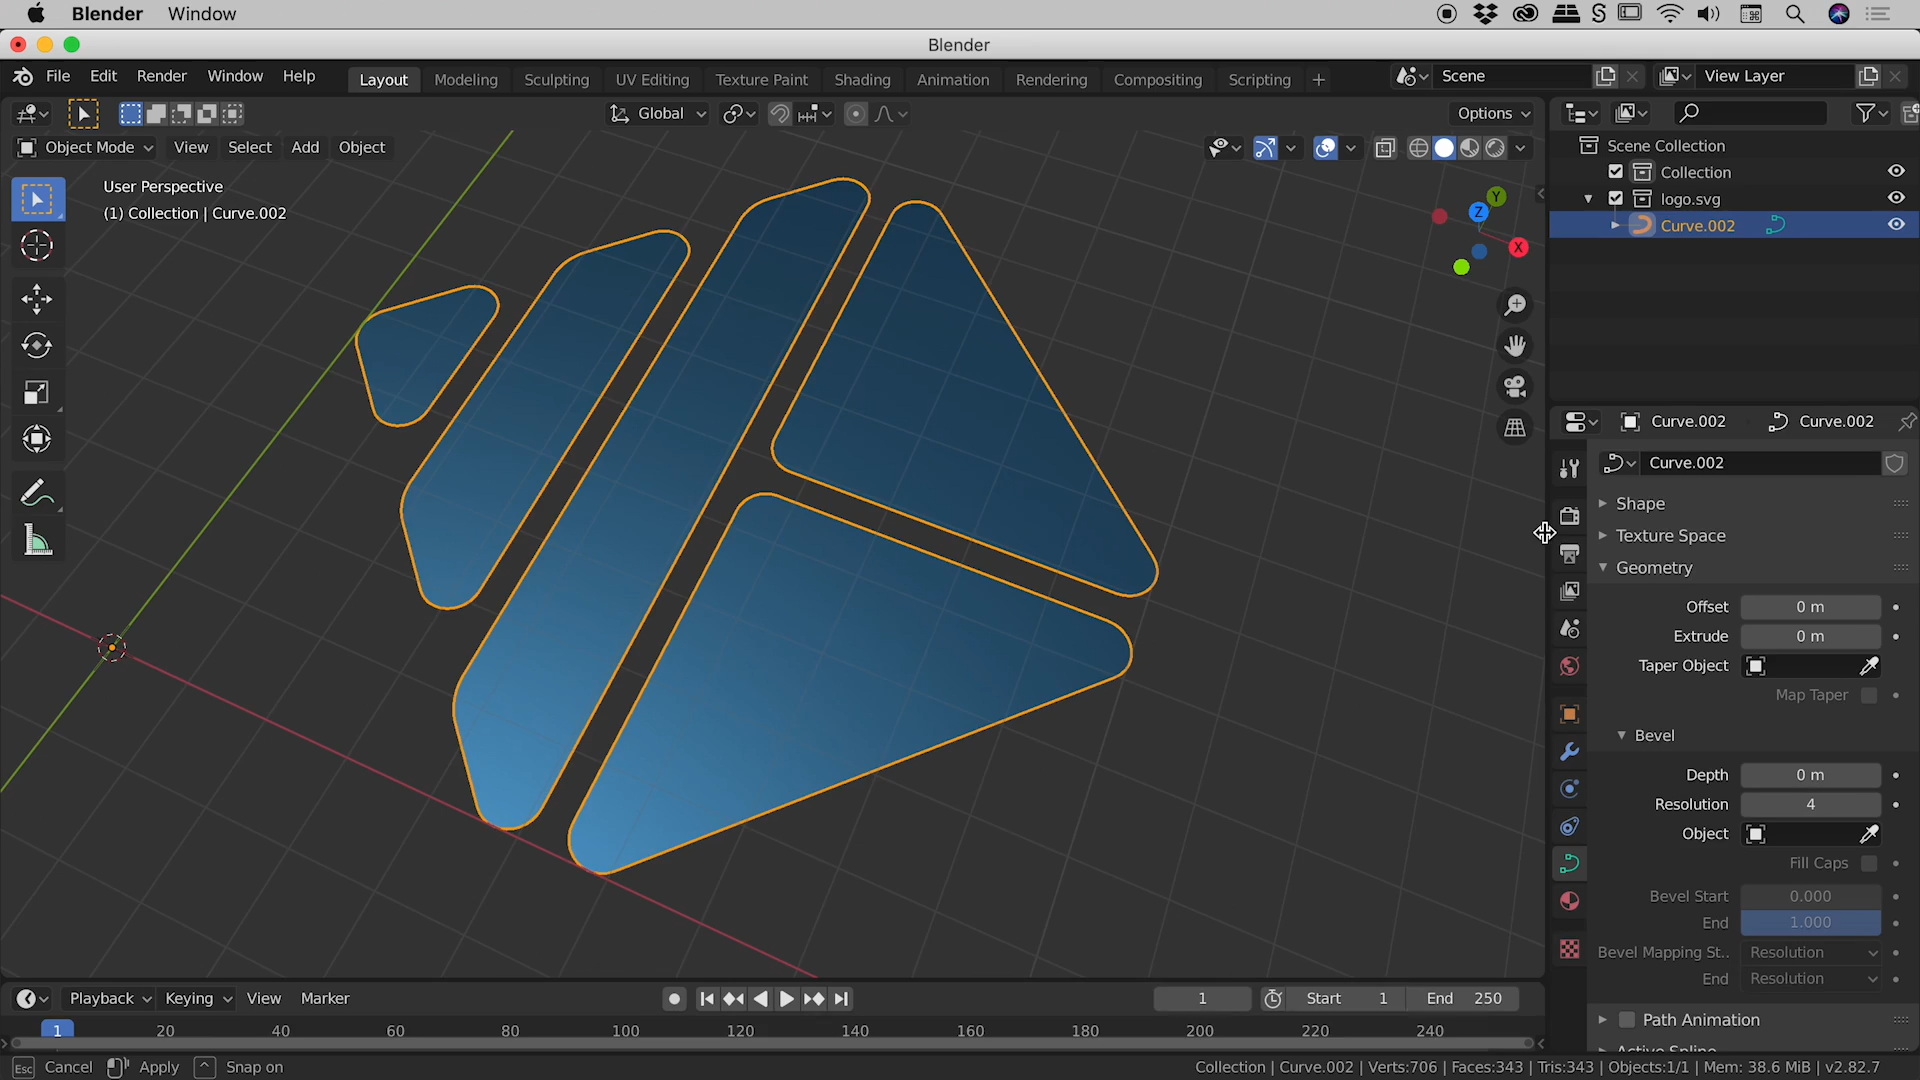 Blender Window
Blender
File Edit Render Window Help Layout Modeling Sculpting UV Editing Texture Paint Shading Animation Rendering Compositing Scripting + Scene View Layer
Global Options
Object Mode View Select Add Object
User Perspective
(1) Collection | Curve.002
Y
Z
X
Scene Collection
Collection
logo.svg
Curve.002
Curve.002 Curve.002
Curve.002
Shape
Texture Space
Geometry
Offset 0 m
Extrude 0 m
Taper Object
Map Taper
Bevel
Depth 0 m
Resolution 4
Object
Fill Caps
Bevel Start 0.000
End 1.000
Bevel Mapping St.. Resolution
End Resolution
Path Animation
Active Spline
Playback Keying View Marker 1 Start 1 End 250
1 20 40 60 80 100 120 140 160 180 200 220 240
Esc Cancel Apply ^ Snap on Collection | Curve.002 | Verts:706 | Faces:343 | Tris:343 | Objects:1/1 | Mem: 38.6 MiB | v2.82.7